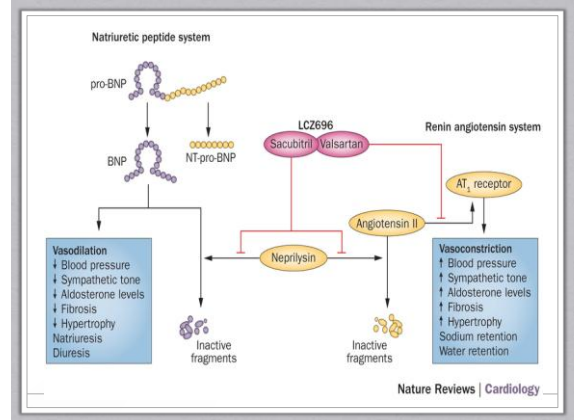 Natriuretic peptide system
pro-BNP
LCZ696
Renin angiotensin system
Sacubitril
Valsartan
NT-pro-BNP
BNP
AT1 receptor
Angiotensin II
Vasodilation
↓ Blood pressure
↓ Sympathetic tone
↓ Aldosterone levels
↓ Fibrosis
↓ Hypertrophy
Natriuresis
Diuresis
Neprilysin
Vasoconstriction
↑ Blood pressure
↑ Sympathetic tone
↑ Aldosterone levels
↑ Fibrosis
↑ Hypertrophy
Sodium retention
Water retention
Inactive
fragments
Inactive
fragments
Nature Reviews | Cardiology